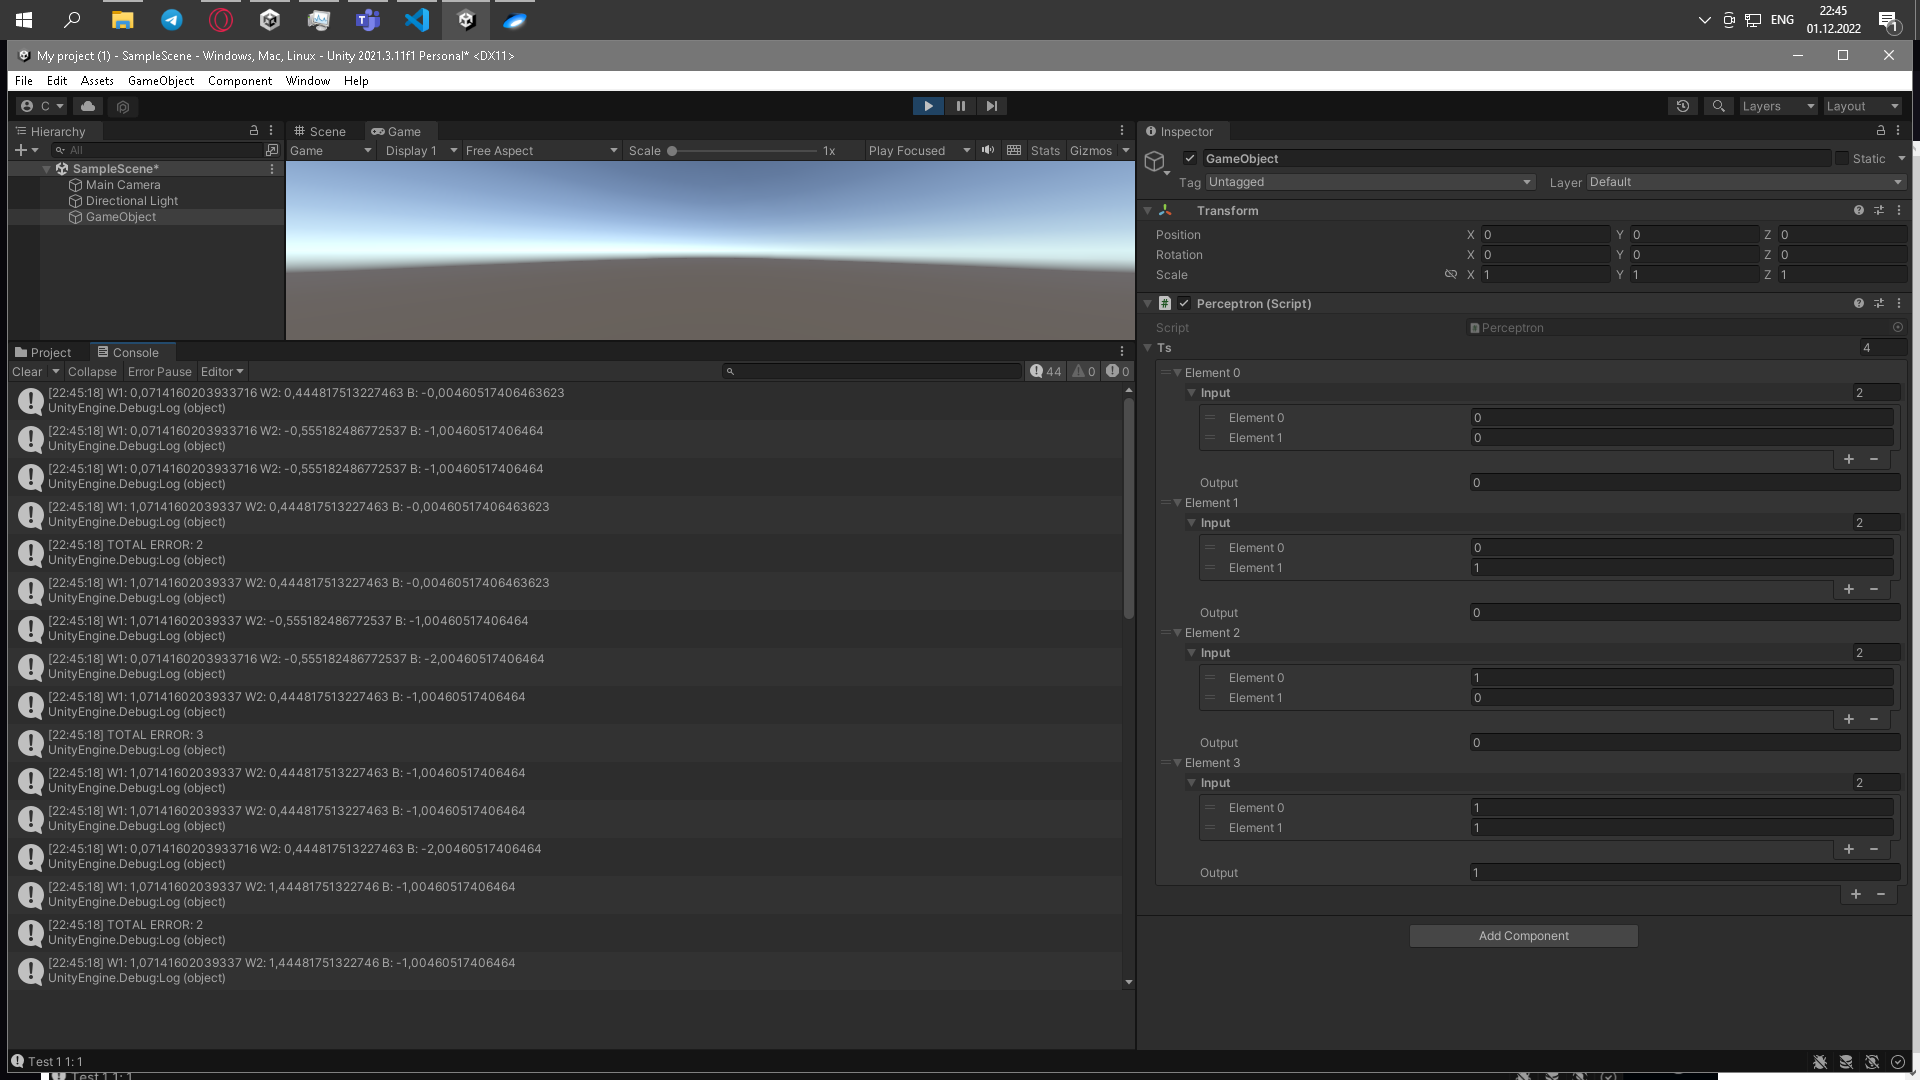 ENG
22:45
01.12.2022
1
My project (1) - SampleScene - Windows, Mac, Linux - Unity 2021.3.11f1 Personal* <DX11>
File Edit Assets GameObject Component Window Help
C
Layers
Layout
Hierarchy
All
SampleScene*
Main Camera
Directional Light
GameObject
Scene
Game
Game
Display 1
Free Aspect
Scale
1x
Play Focused
Stats
Gizmos
Project
Console
Clear
Collapse
Error Pause
Editor
44
0
0
[22:45:18] W1: 0,0714160203933716 W2: 0,444817513227463 B: -0,00460517406463623
UnityEngine.Debug:Log (object)
[22:45:18] W1: 0,0714160203933716 W2: -0,555182486772537 B: -1,00460517406464
UnityEngine.Debug:Log (object)
[22:45:18] W1: 0,0714160203933716 W2: -0,555182486772537 B: -1,00460517406464
UnityEngine.Debug:Log (object)
[22:45:18] W1: 1,07141602039337 W2: 0,444817513227463 B: -0,00460517406463623
UnityEngine.Debug:Log (object)
[22:45:18] TOTAL ERROR: 2
UnityEngine.Debug:Log (object)
[22:45:18] W1: 1,07141602039337 W2: 0,444817513227463 B: -0,00460517406463623
UnityEngine.Debug:Log (object)
[22:45:18] W1: 1,07141602039337 W2: -0,555182486772537 B: -1,00460517406464
UnityEngine.Debug:Log (object)
[22:45:18] W1: 0,0714160203933716 W2: -0,555182486772537 B: -2,00460517406464
UnityEngine.Debug:Log (object)
[22:45:18] W1: 1,07141602039337 W2: 0,444817513227463 B: -1,00460517406464
UnityEngine.Debug:Log (object)
[22:45:18] TOTAL ERROR: 3
UnityEngine.Debug:Log (object)
[22:45:18] W1: 1,07141602039337 W2: 0,444817513227463 B: -1,00460517406464
UnityEngine.Debug:Log (object)
[22:45:18] W1: 1,07141602039337 W2: 0,444817513227463 B: -1,00460517406464
UnityEngine.Debug:Log (object)
[22:45:18] W1: 0,0714160203933716 W2: 0,444817513227463 B: -2,00460517406464
UnityEngine.Debug:Log (object)
[22:45:18] W1: 1,07141602039337 W2: 1,44481751322746 B: -1,00460517406464
UnityEngine.Debug:Log (object)
[22:45:18] TOTAL ERROR: 2
UnityEngine.Debug:Log (object)
[22:45:18] W1: 1,07141602039337 W2: 1,44481751322746 B: -1,00460517406464
UnityEngine.Debug:Log (object)
Inspector
GameObject
Static
Tag Untagged Layer Default
Transform
Position X 0 Y 0 Z 0
Rotation X 0 Y 0 Z 0
Scale X 1 Y 1 Z 1
Perceptron (Script)
Script Perceptron
Ts 4
Element 0
Input 2
Element 0 0
Element 1 0
Output 0
Element 1
Input 2
Element 0 0
Element 1 1
Output 0
Element 2
Input 2
Element 0 1
Element 1 0
Output 0
Element 3
Input 2
Element 0 1
Element 1 1
Output 1
Add Component
Test 1 1: 1
Test 1 1: 1